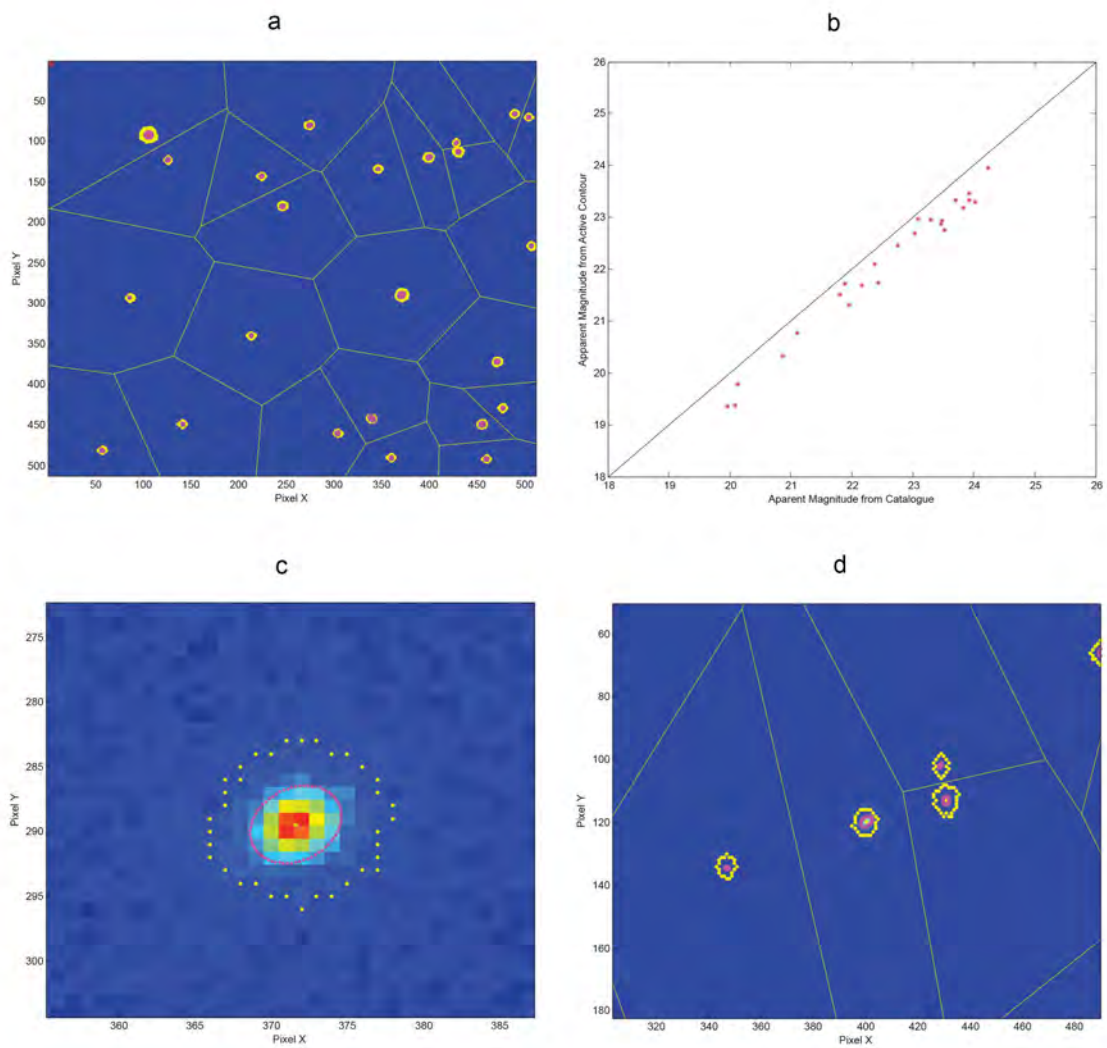 a
50
100
150
200
250
300
350
400
450
500
Pixel Y
50 100 150 200 250 300 350 400 450 500
Pixel X
b
26
25
24
23
22
21
20
19
18
Apparent Magnitude from Active Contour
18 19 20 21 22 23 24 25 26
Aparent Magnitude from Catalogue
c
275
280
285
290
295
300
Pixel Y
360 365 370 375 380 385
Pixel X
d
60
80
100
120
140
160
180
Pixel Y
320 340 360 380 400 420 440 460 480
Pixel X